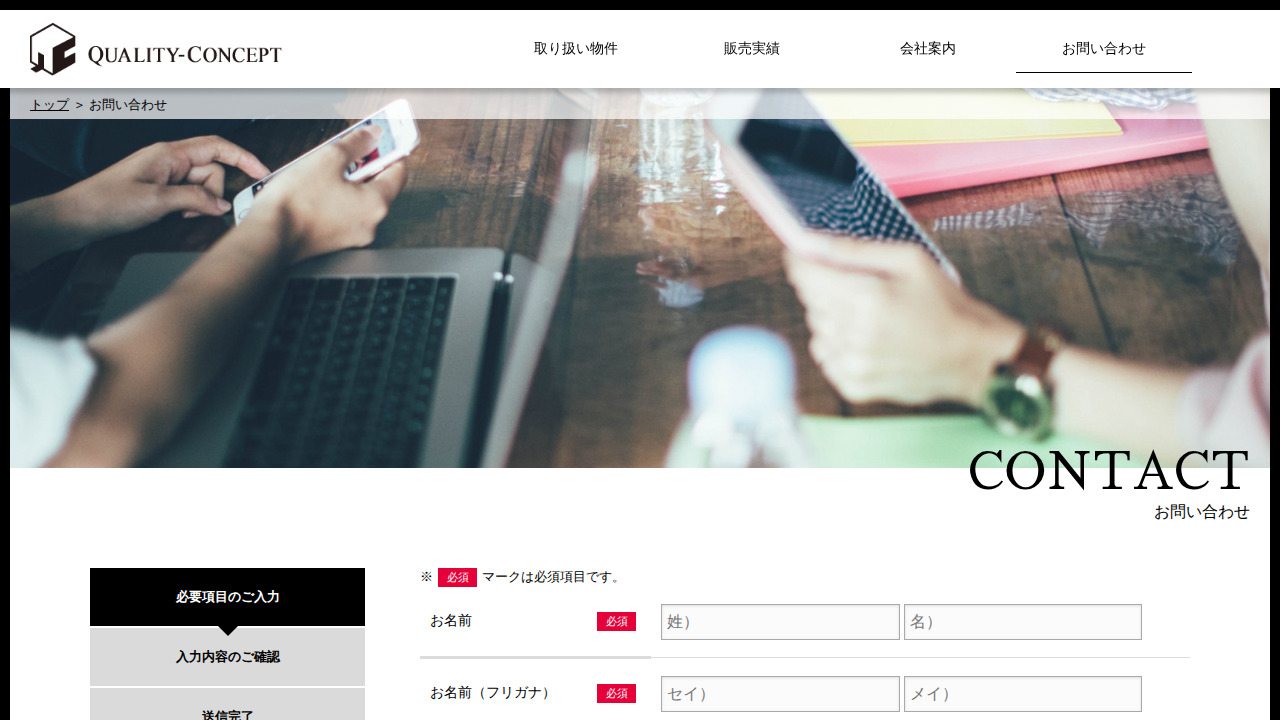 QUALITY-CONCEPT
取り扱い物件
販売実績
会社案内
お問い合わせ
トップ ＞ お問い合わせ
CONTACT
お問い合わせ
必要項目のご入力
入力内容のご確認
送信完了
※ 必須 マークは必須項目です。
お名前 必須 姓） 名）
お名前（フリガナ） 必須 セイ） メイ）